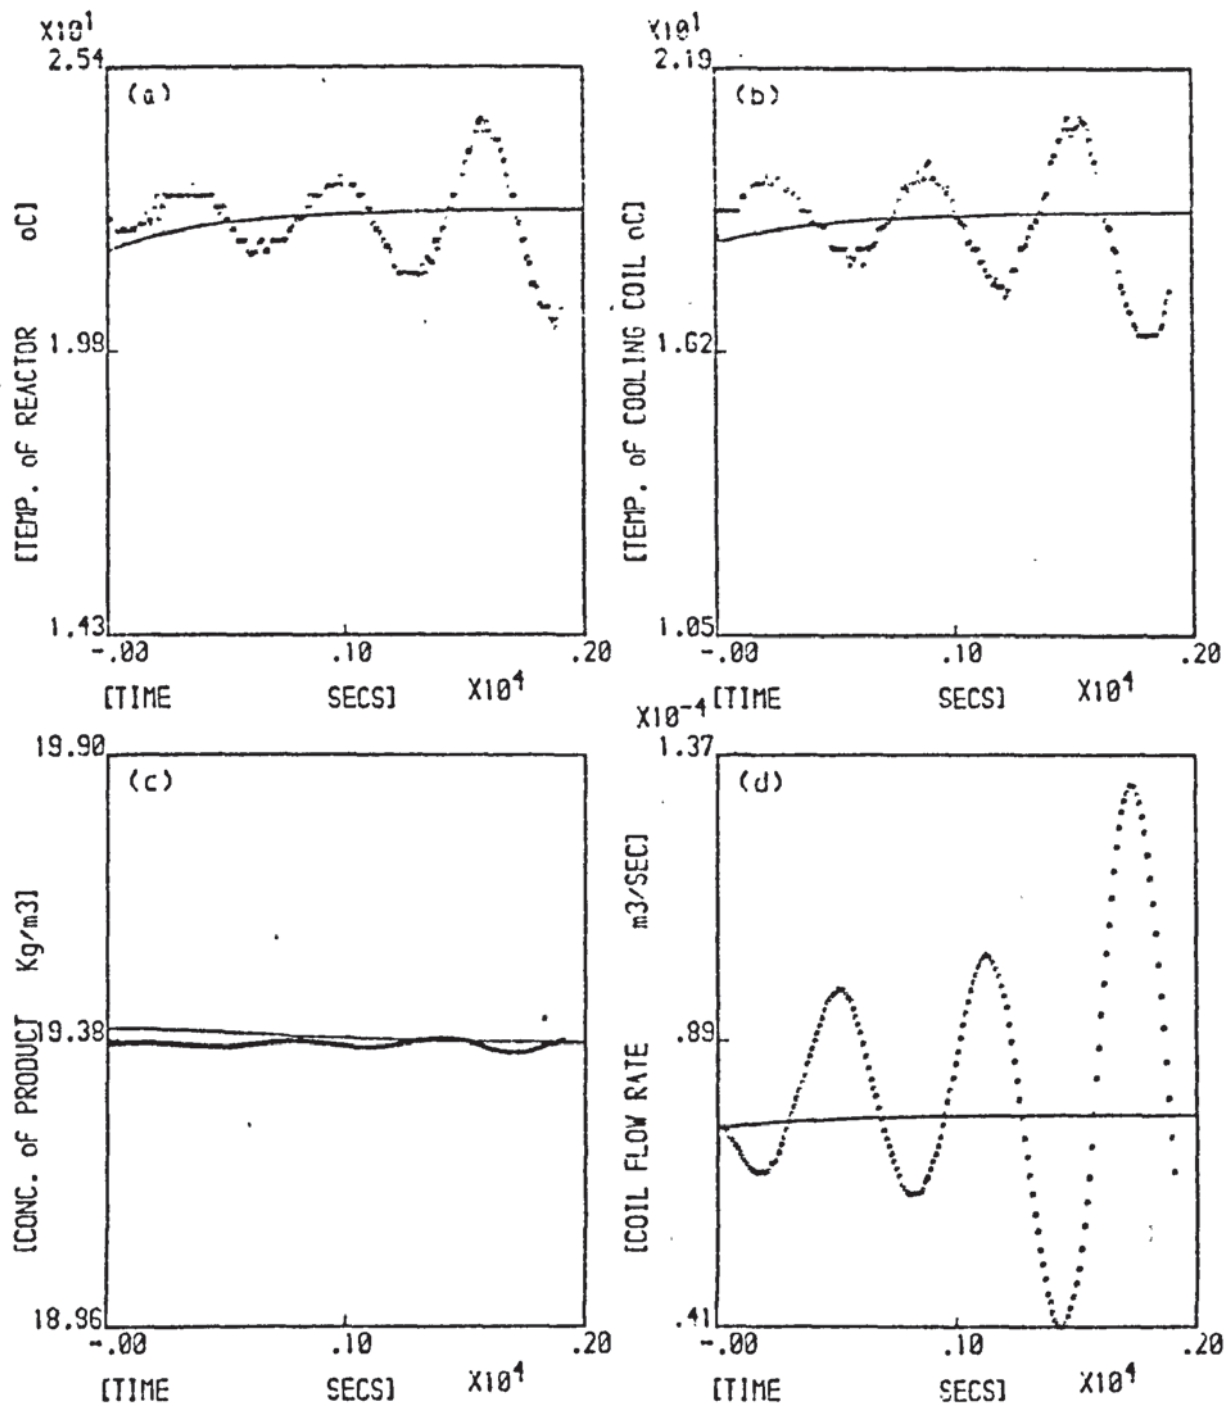 X10¹
2.54
(a)
1.98
1.43
-.00 .10 .20
[TIME SECS] X10⁴
[TEMP. of REACTOR oC]
X10¹
2.19
(b)
1.62
1.05
-.00 .10 .20
[TIME SECS] X10⁴
[TEMP. of COOLING COIL oC]
19.90
(c)
19.38
18.96
-.00 .10 .20
[TIME SECS] X10⁴
[CONC. of PRODUCT Kg/m3]
X10-⁴
1.37
(d)
.89
.41
-.00 .10 .20
[TIME SECS] X10⁴
[COIL FLOW RATE m3/SEC]